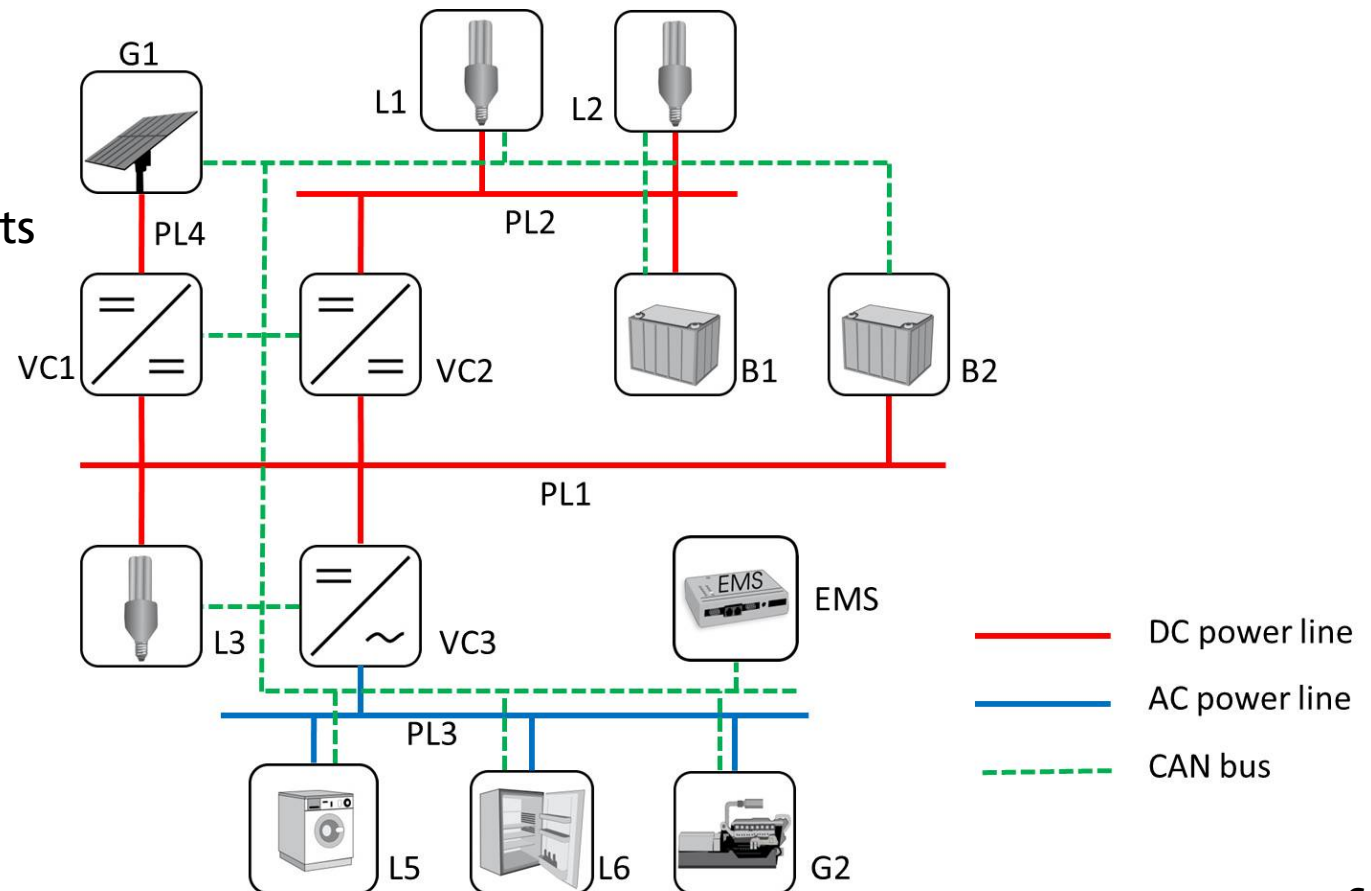 G1
L1
L2
ts
PL4
PL2
VC1
VC2
B1
B2
PL1
EMS
EMS
L3
VC3
DC power line
AC power line
PL3
CAN bus
L5
L6
G2